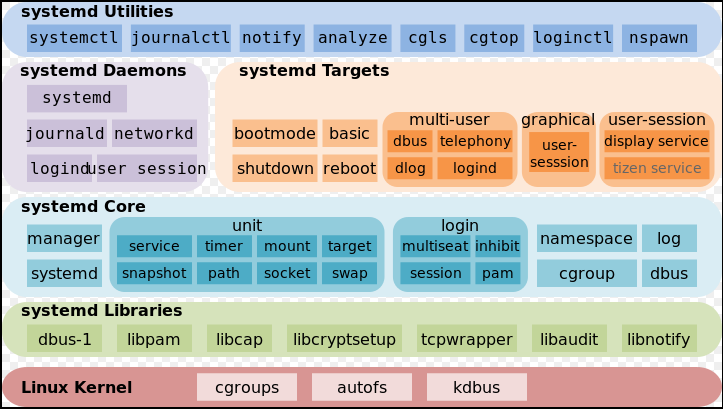 systemd Utilities
systemctl journalctl notify analyze cgls cgtop loginctl nspawn
systemd Daemons
systemd
journald networkd
logind user session
systemd Targets
bootmode basic
shutdown reboot
multi-user
dbus telephony
dlog logind
graphical
user-
sesssion
user-session
display service
tizen service
systemd Core
manager
systemd
unit
service timer mount target
snapshot path socket swap
login
multiseat inhibit
session pam
namespace log
cgroup dbus
systemd Libraries
dbus-1 libpam libcap libcryptsetup tcpwrapper libaudit libnotify
Linux Kernel cgroups autofs kdbus